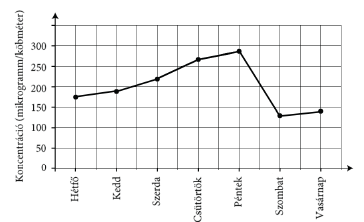 Koncentráció (mikrogramm/köbméter)
300
250
200
150
100
50
0
Hétfő
Kedd
Szerda
Csütörtök
Péntek
Szombat
Vasárnap